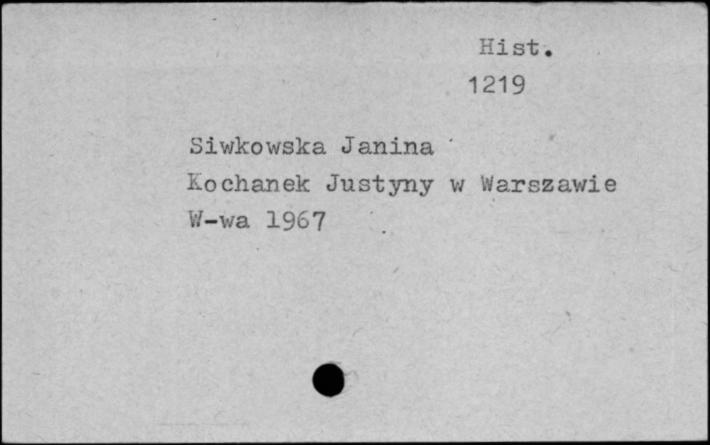 Hist.
1219
Siwkowska Janina
Kochanek Justyny w Warszawie
W-wa 1967